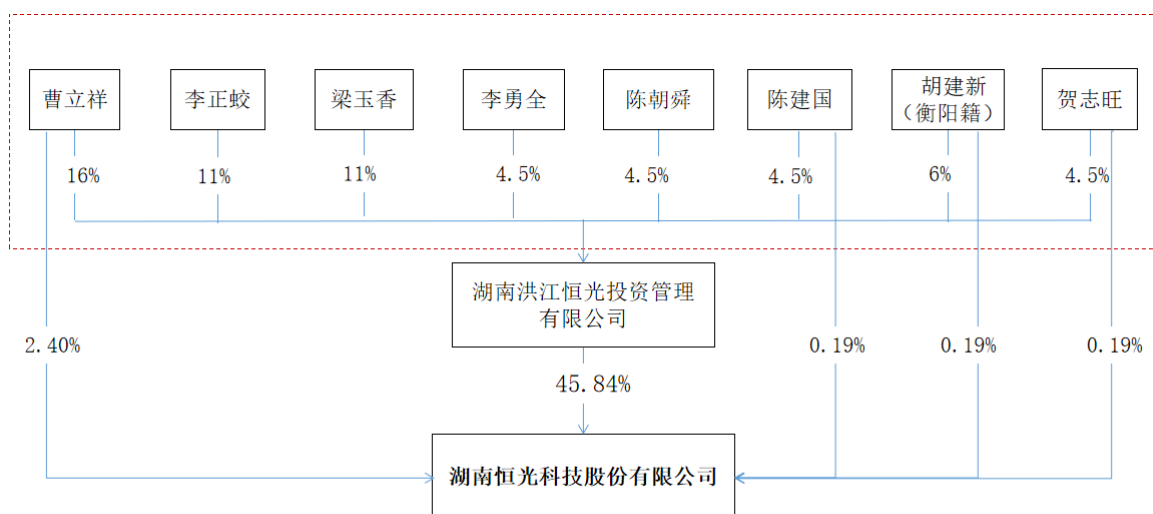 曹立祥
李正蛟
梁玉香
李勇全
陈朝舜
陈建国
胡建新
（衡阳籍）
贺志旺
16%
11%
11%
4.5%
4.5%
4.5%
6%
4.5%
湖南洪江恒光投资管理
有限公司
2.40%
0.19%
0.19%
0.19%
45.84%
湖南恒光科技股份有限公司